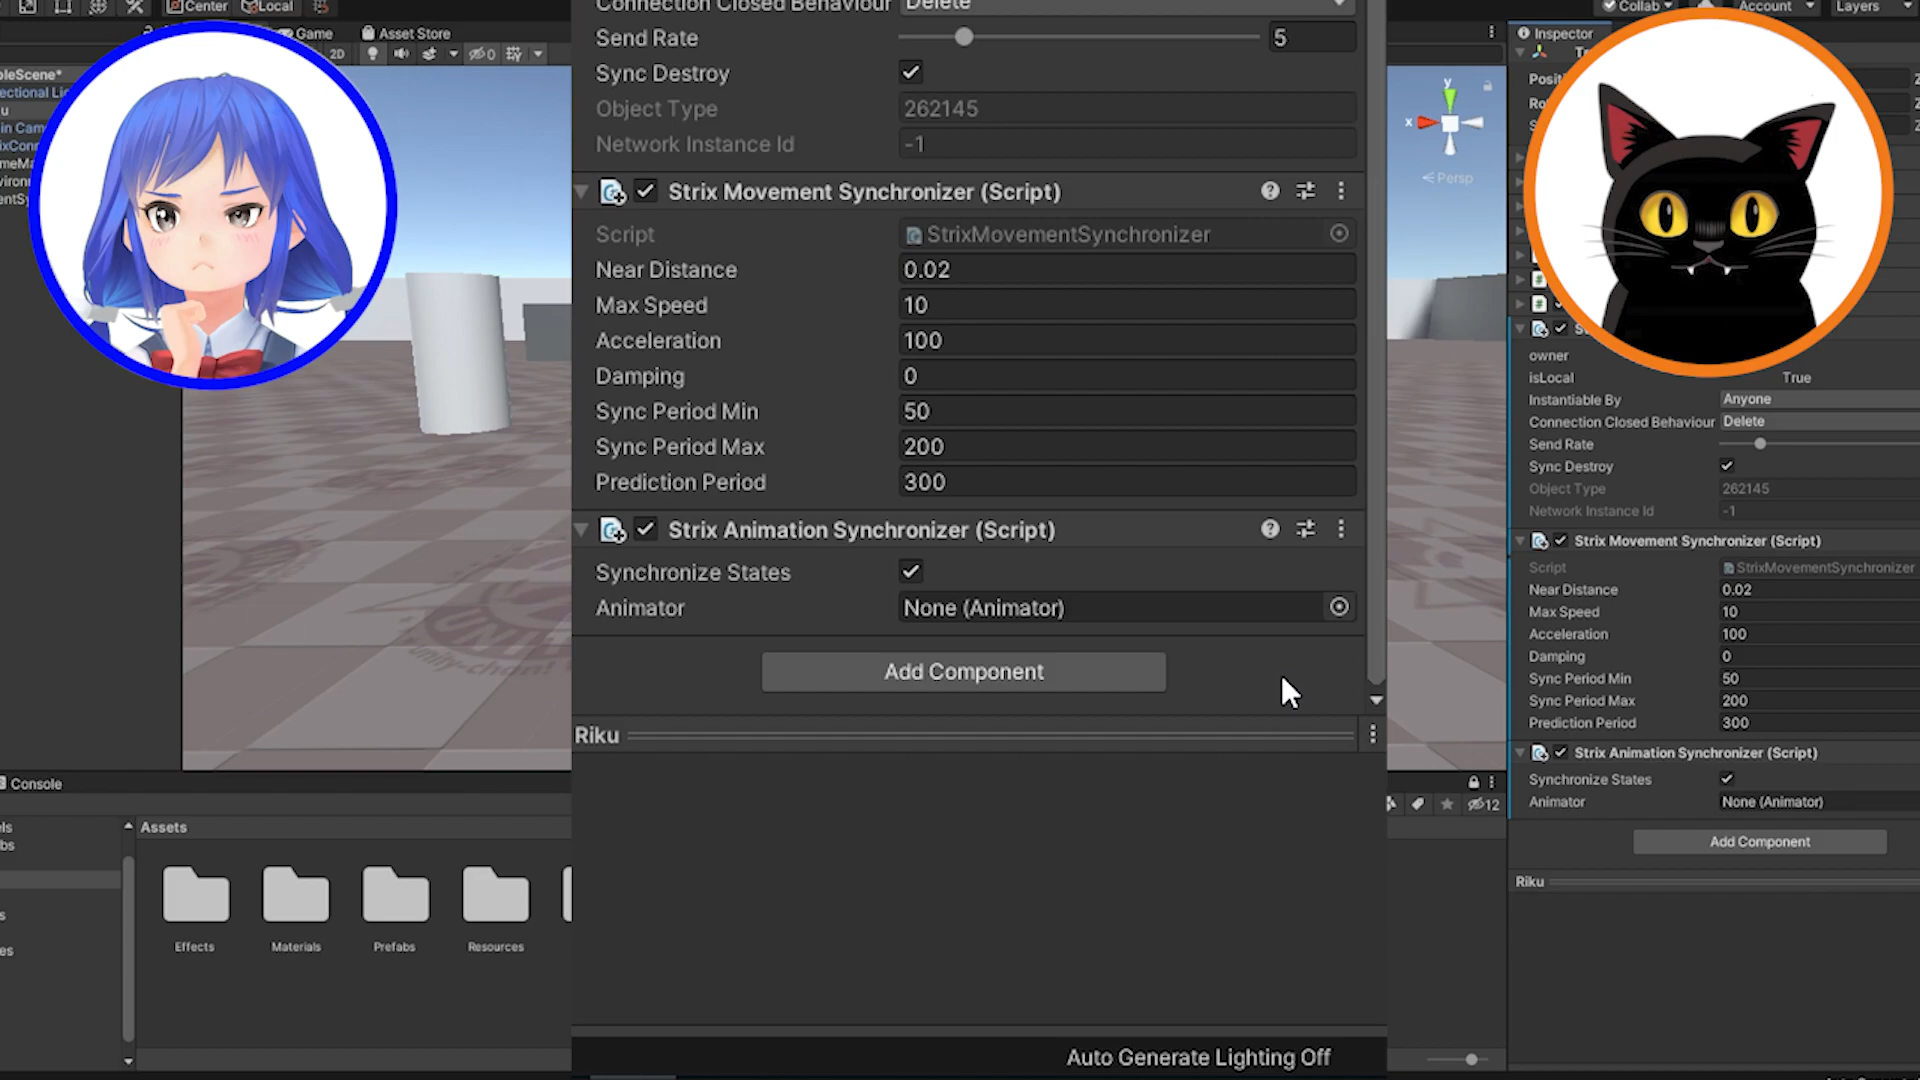 Center
Local
Collab
Account
Layers
Game
Asset Store
2D
0
bleScene*
Persp
x
y
Connection Closed Behaviour
Delete
Send Rate
5
Sync Destroy
Object Type
262145
Network Instance Id
-1
Strix Movement Synchronizer (Script)
Script
StrixMovementSynchronizer
Near Distance
0.02
Max Speed
10
Acceleration
100
Damping
0
Sync Period Min
50
Sync Period Max
200
Prediction Period
300
Strix Animation Synchronizer (Script)
Synchronize States
Animator
None (Animator)
Add Component
Riku
Auto Generate Lighting Off
Inspector
owner
isLocal
True
Instantiable By
Anyone
Connection Closed Behaviour
Delete
Send Rate
Sync Destroy
Object Type
262145
Network Instance Id
-1
Strix Movement Synchronizer (Script)
Script
StrixMovementSynchronizer
Near Distance
0.02
Max Speed
10
Acceleration
100
Damping
0
Sync Period Min
50
Sync Period Max
200
Prediction Period
300
Strix Animation Synchronizer (Script)
Synchronize States
Animator
None (Animator)
Add Component
Riku
Console
12
Assets
Effects
Materials
Prefabs
Resources